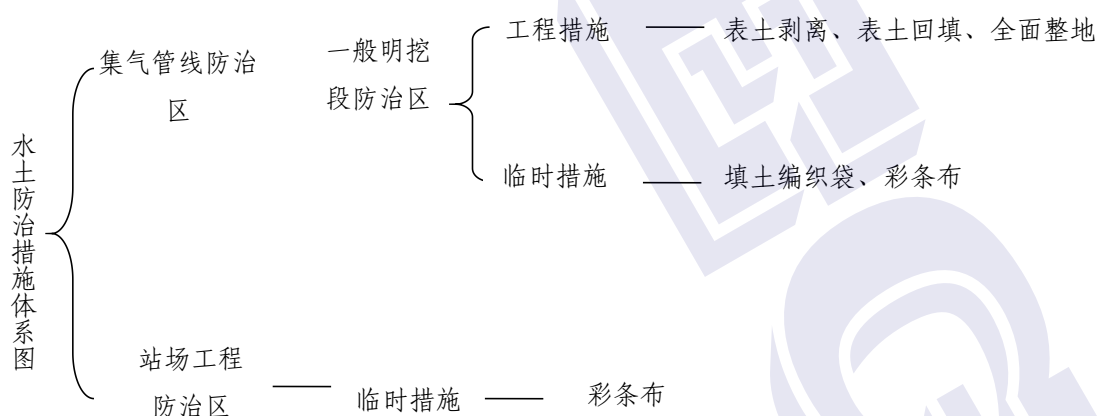 水土防治措施体系图
集气管线防治
区
一般明挖
段防治区
工程措施
表土剥离、表土回填、全面整地
临时措施
填土编织袋、彩条布
站场工程
防治区
临时措施
彩条布